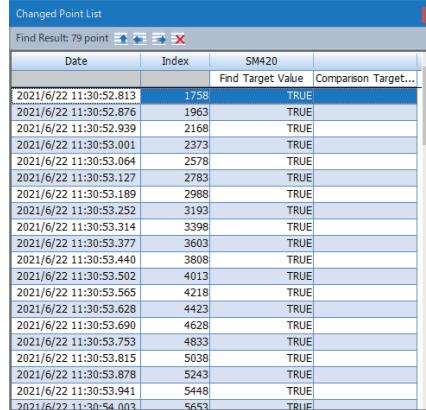 Changed Point List
Find Result: 79 point
Date Index SM420
Find Target Value Comparison Target...
2021/6/22 11:30:52.813 1758 TRUE
2021/6/22 11:30:52.876 1963 TRUE
2021/6/22 11:30:52.939 2168 TRUE
2021/6/22 11:30:53.001 2373 TRUE
2021/6/22 11:30:53.064 2578 TRUE
2021/6/22 11:30:53.127 2783 TRUE
2021/6/22 11:30:53.189 2988 TRUE
2021/6/22 11:30:53.252 3193 TRUE
2021/6/22 11:30:53.314 3398 TRUE
2021/6/22 11:30:53.377 3603 TRUE
2021/6/22 11:30:53.440 3808 TRUE
2021/6/22 11:30:53.502 4013 TRUE
2021/6/22 11:30:53.565 4218 TRUE
2021/6/22 11:30:53.628 4423 TRUE
2021/6/22 11:30:53.690 4628 TRUE
2021/6/22 11:30:53.753 4833 TRUE
2021/6/22 11:30:53.815 5038 TRUE
2021/6/22 11:30:53.878 5243 TRUE
2021/6/22 11:30:53.941 5448 TRUE
2021/6/22 11:30:54.003 5653 TRUE